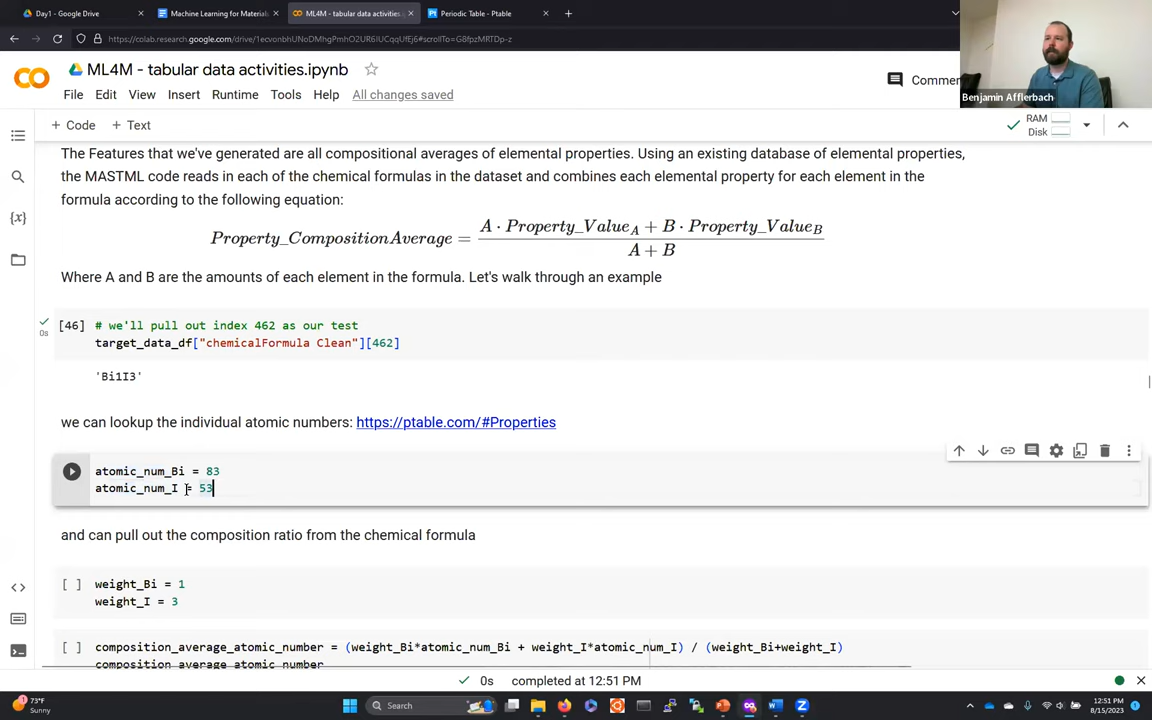 Day1 - Google Drive
Machine Learning for Materials
ML4M - tabular data activities.i
Periodic Table - Ptable
https://colab.research.google.com/drive/1ecvonbhUNoDMhgPmhO2UR6IUCqqUfEj6#scrollTo=G8fpzMRTDp-z
Benjamin Afflerbach
ML4M - tabular data activities.ipynb
File Edit View Insert Runtime Tools Help All changes saved
Commen
+ Code + Text
RAM
Disk
The Features that we've generated are all compositional averages of elemental properties. Using an existing database of elemental properties,
the MASTML code reads in each of the chemical formulas in the dataset and combines each elemental property for each element in the
formula according to the following equation:
Property_CompositionAverage = A · Property_Value_A + B · Property_Value_B
A + B
Where A and B are the amounts of each element in the formula. Let's walk through an example
[46] # we'll pull out index 462 as our test
0s
target_data_df["chemicalFormula Clean"][462]
'Bi1I3'
we can lookup the individual atomic numbers: https://ptable.com/#Properties
atomic_num_Bi = 83
atomic_num_I = 53
and can pull out the composition ratio from the chemical formula
[ ] weight_Bi = 1
weight_I = 3
[ ] composition_average_atomic_number = (weight_Bi*atomic_num_Bi + weight_I*atomic_num_I) / (weight_Bi+weight_I)
composition_average_atomic_number
0s completed at 12:51 PM
73°F
Sunny
Search
12:51 PM
8/15/2023